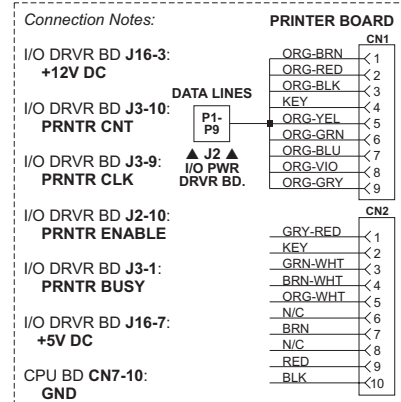 Connection Notes:
I/O DRVR BD J16-3:
+12V DC
I/O DRVR BD J3-10:
PRNTR CNT
I/O DRVR BD J3-9:
PRNTR CLK
I/O DRVR BD J2-10:
PRNTR ENABLE
I/O DRVR BD J3-1:
PRNTR BUSY
I/O DRVR BD J16-7:
+5V DC
CPU BD CN7-10:
GND
DATA LINES
P1-
P9
▲ J2 ▲
I/O PWR
DRVR BD.
PRINTER BOARD
CN1
ORG-BRN 1
ORG-RED 2
ORG-BLK 3
KEY 4
ORG-YEL 5
ORG-GRN 6
ORG-BLU 7
ORG-VIO 8
ORG-GRY 9
CN2
GRY-RED 1
KEY 2
GRN-WHT 3
BRN-WHT 4
ORG-WHT 5
N/C 6
BRN 7
N/C 8
RED 9
BLK 10